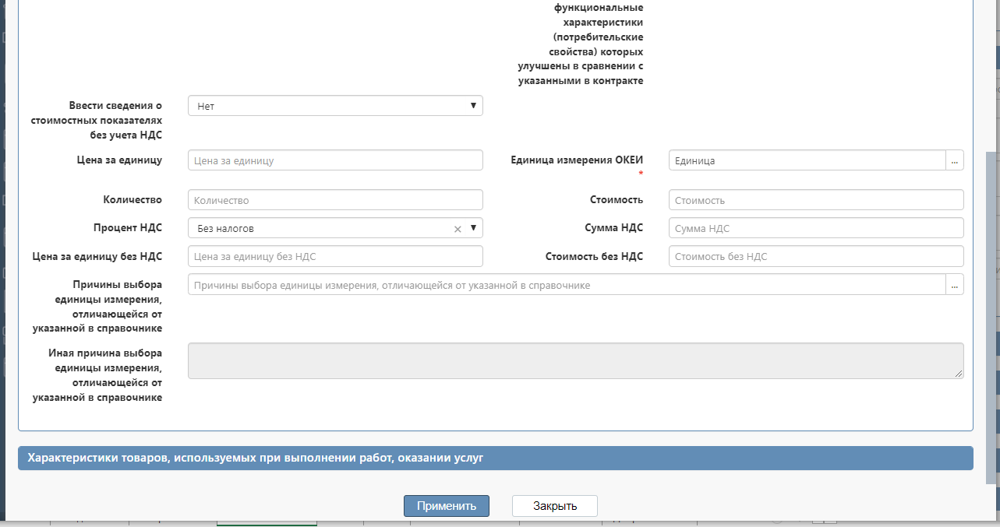 функциональные
характеристики
(потребительские
свойства) которых
улучшены в сравнении с
указанными в контракте
Ввести сведения о
стоимостных показателях
без учета НДС
Нет
Цена за единицу
Цена за единицу
Единица измерения ОКЕИ
*
Единица
...
Количество
Количество
Стоимость
Стоимость
Процент НДС
Без налогов
Сумма НДС
Сумма НДС
Цена за единицу без НДС
Цена за единицу без НДС
Стоимость без НДС
Стоимость без НДС
Причины выбора
единицы измерения,
отличающейся от
указанной в справочнике
Причины выбора единицы измерения, отличающейся от указанной в справочнике
...
Иная причина выбора
единицы измерения,
отличающейся от
указанной в справочнике
Характеристики товаров, используемых при выполнении работ, оказании услуг
Применить
Закрыть